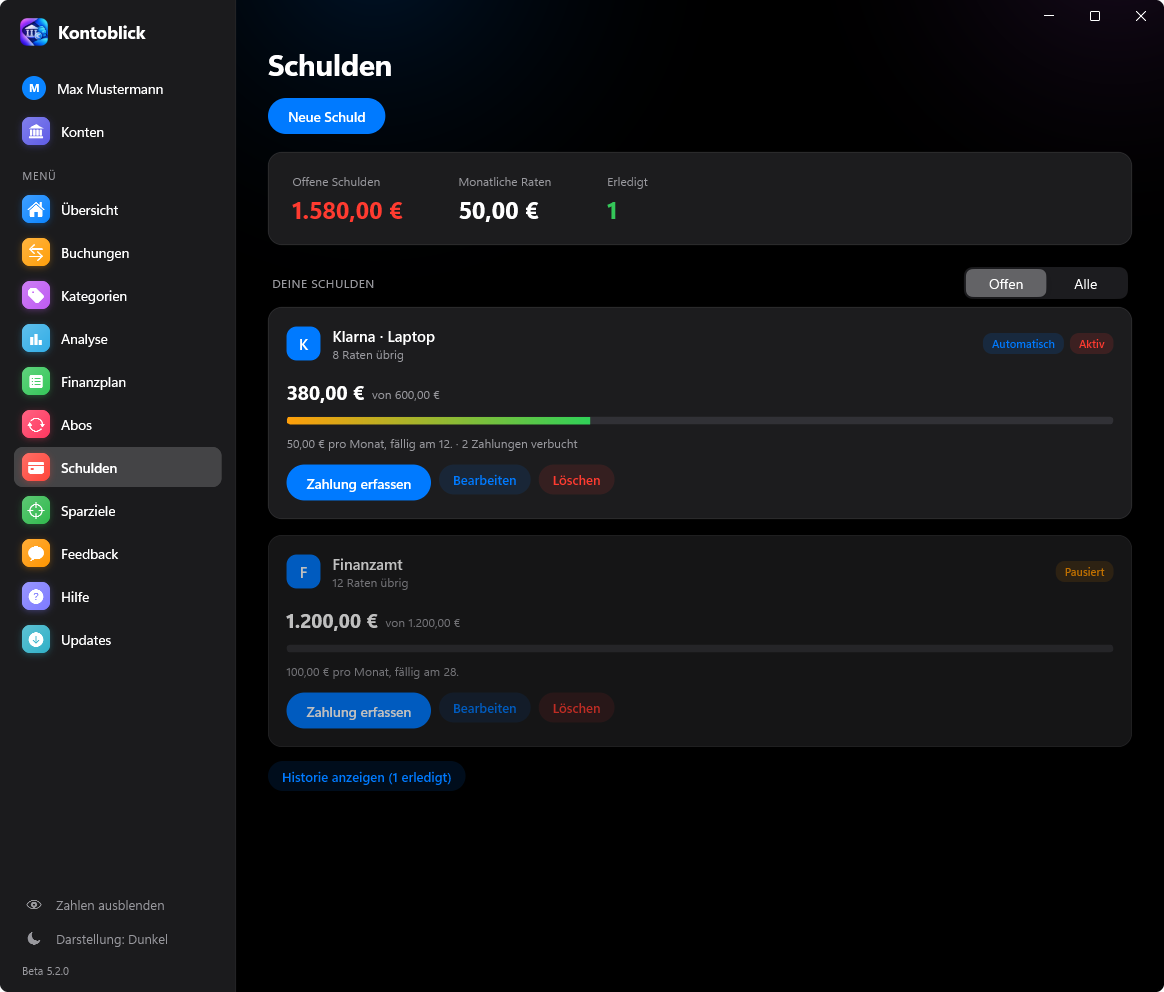 Kontoblick
M Max Mustermann
Konten
MENÜ
Übersicht
Buchungen
Kategorien
Analyse
Finanzplan
Abos
Schulden
Sparziele
Feedback
? Hilfe
Updates
Zahlen ausblenden
Darstellung: Dunkel
Beta 5.2.0
Schulden
Neue Schuld
Offene Schulden Monatliche Raten Erledigt
1.580,00 € 50,00 € 1
DEINE SCHULDEN Offen Alle
K Klarna · Laptop Automatisch Aktiv
8 Raten übrig
380,00 € von 600,00 €
50,00 € pro Monat, fällig am 12. · 2 Zahlungen verbucht
Zahlung erfassen Bearbeiten Löschen
F Finanzamt Pausiert
12 Raten übrig
1.200,00 € von 1.200,00 €
100,00 € pro Monat, fällig am 28.
Zahlung erfassen Bearbeiten Löschen
Historie anzeigen (1 erledigt)